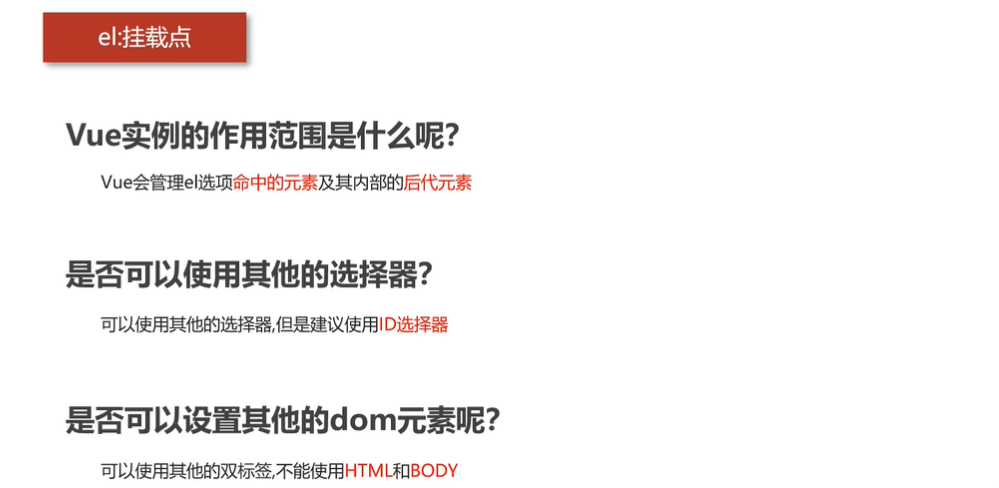 el:挂载点
Vue实例的作用范围是什么呢？
Vue会管理el选项命中的元素及其内部的后代元素
是否可以使用其他的选择器？
可以使用其他的选择器,但是建议使用ID选择器
是否可以设置其他的dom元素呢？
可以使用其他的双标签,不能使用HTML和BODY